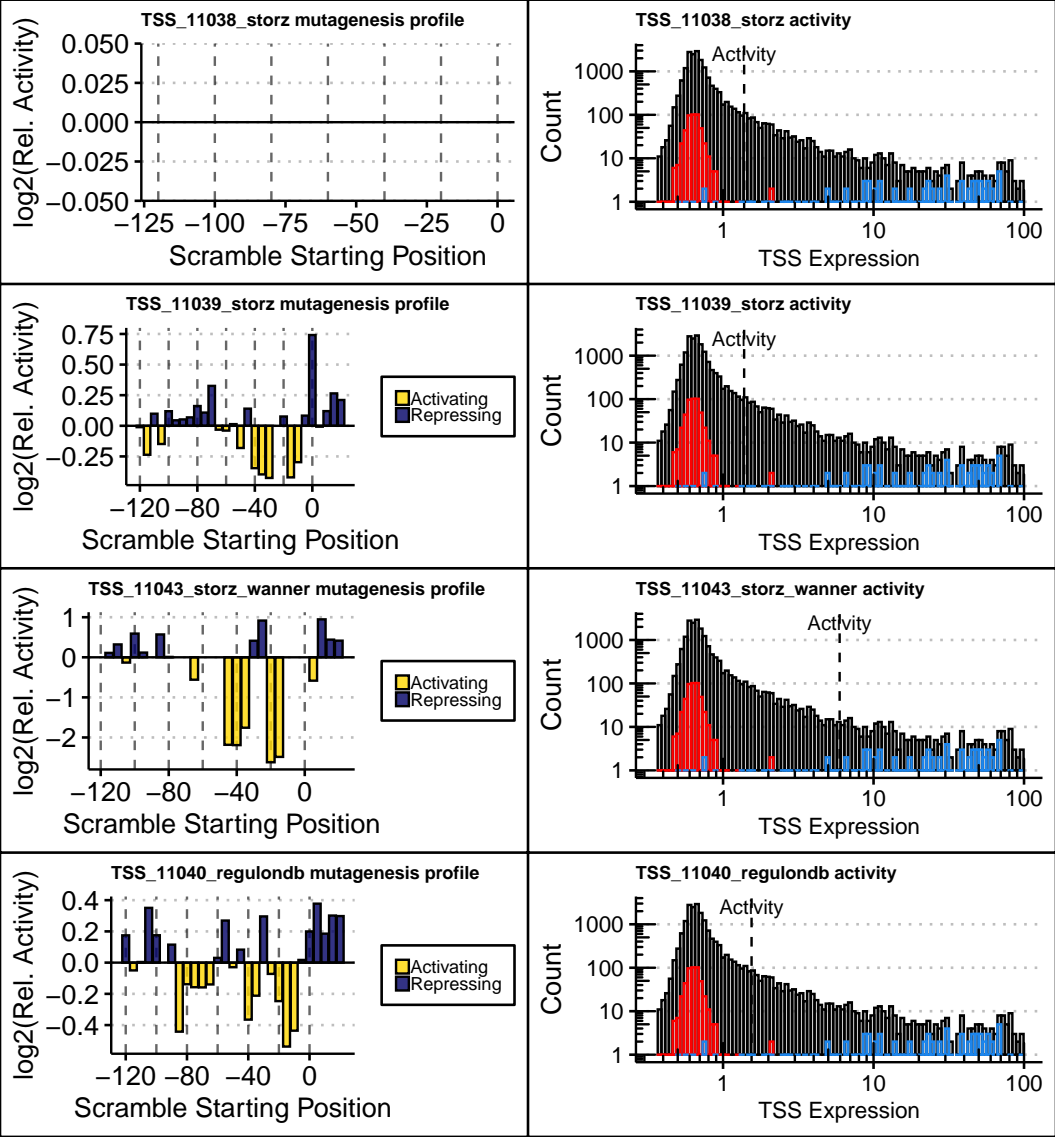 TSS_11038_storz mutagenesis profile
log2(Rel. Activity)
0.050
0.025
0.000
−0.025
−0.050
−125 −100 −75 −50 −25 0
Scramble Starting Position
TSS_11038_storz activity
Activity
Count
1000
100
10
1
1 10 100
TSS Expression
TSS_11039_storz mutagenesis profile
log2(Rel. Activity)
0.75
0.50
0.25
0.00
−0.25
−120 −80 −40 0
Scramble Starting Position
Activating
Repressing
TSS_11039_storz activity
Activity
Count
1000
100
10
1
1 10 100
TSS Expression
TSS_11043_storz_wanner mutagenesis profile
log2(Rel. Activity)
1
0
−1
−2
−120 −80 −40 0
Scramble Starting Position
Activating
Repressing
TSS_11043_storz_wanner activity
Activity
Count
1000
100
10
1
1 10 100
TSS Expression
TSS_11040_regulondb mutagenesis profile
log2(Rel. Activity)
0.4
0.2
0.0
−0.2
−0.4
−120 −80 −40 0
Scramble Starting Position
Activating
Repressing
TSS_11040_regulondb activity
Activity
Count
1000
100
10
1
1 10 100
TSS Expression